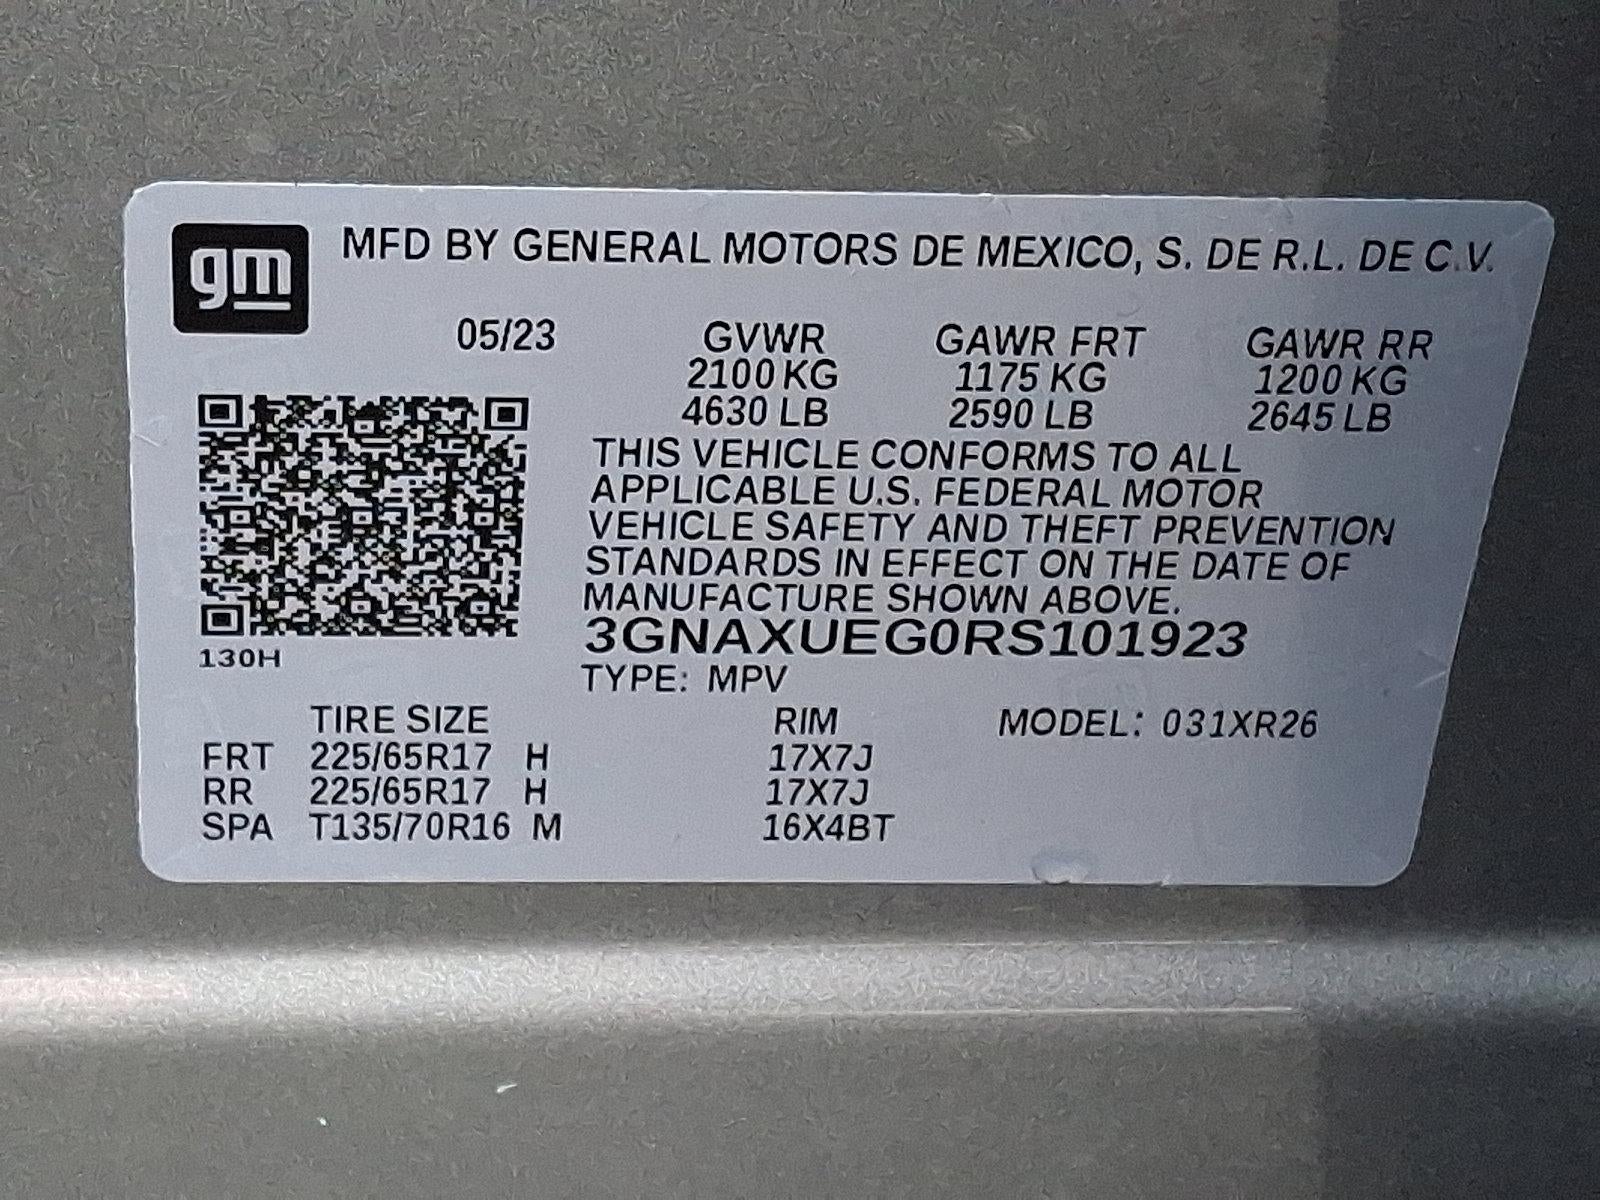 gm MFD BY GENERAL MOTORS DE MEXICO, S. DE R.L. DE C.V.
05/23 GVWR GAWR FRT GAWR RR
2100 KG 1175 KG 1200 KG
4630 LB 2590 LB 2645 LB
THIS VEHICLE CONFORMS TO ALL
APPLICABLE U.S. FEDERAL MOTOR
VEHICLE SAFETY AND THEFT PREVENTION
STANDARDS IN EFFECT ON THE DATE OF
MANUFACTURE SHOWN ABOVE.
3GNAXUEG0RS101923
130H
TYPE: MPV
TIRE SIZE RIM MODEL: 031XR26
FRT 225/65R17 H 17X7J
RR 225/65R17 H 17X7J
SPA T135/70R16 M 16X4BT